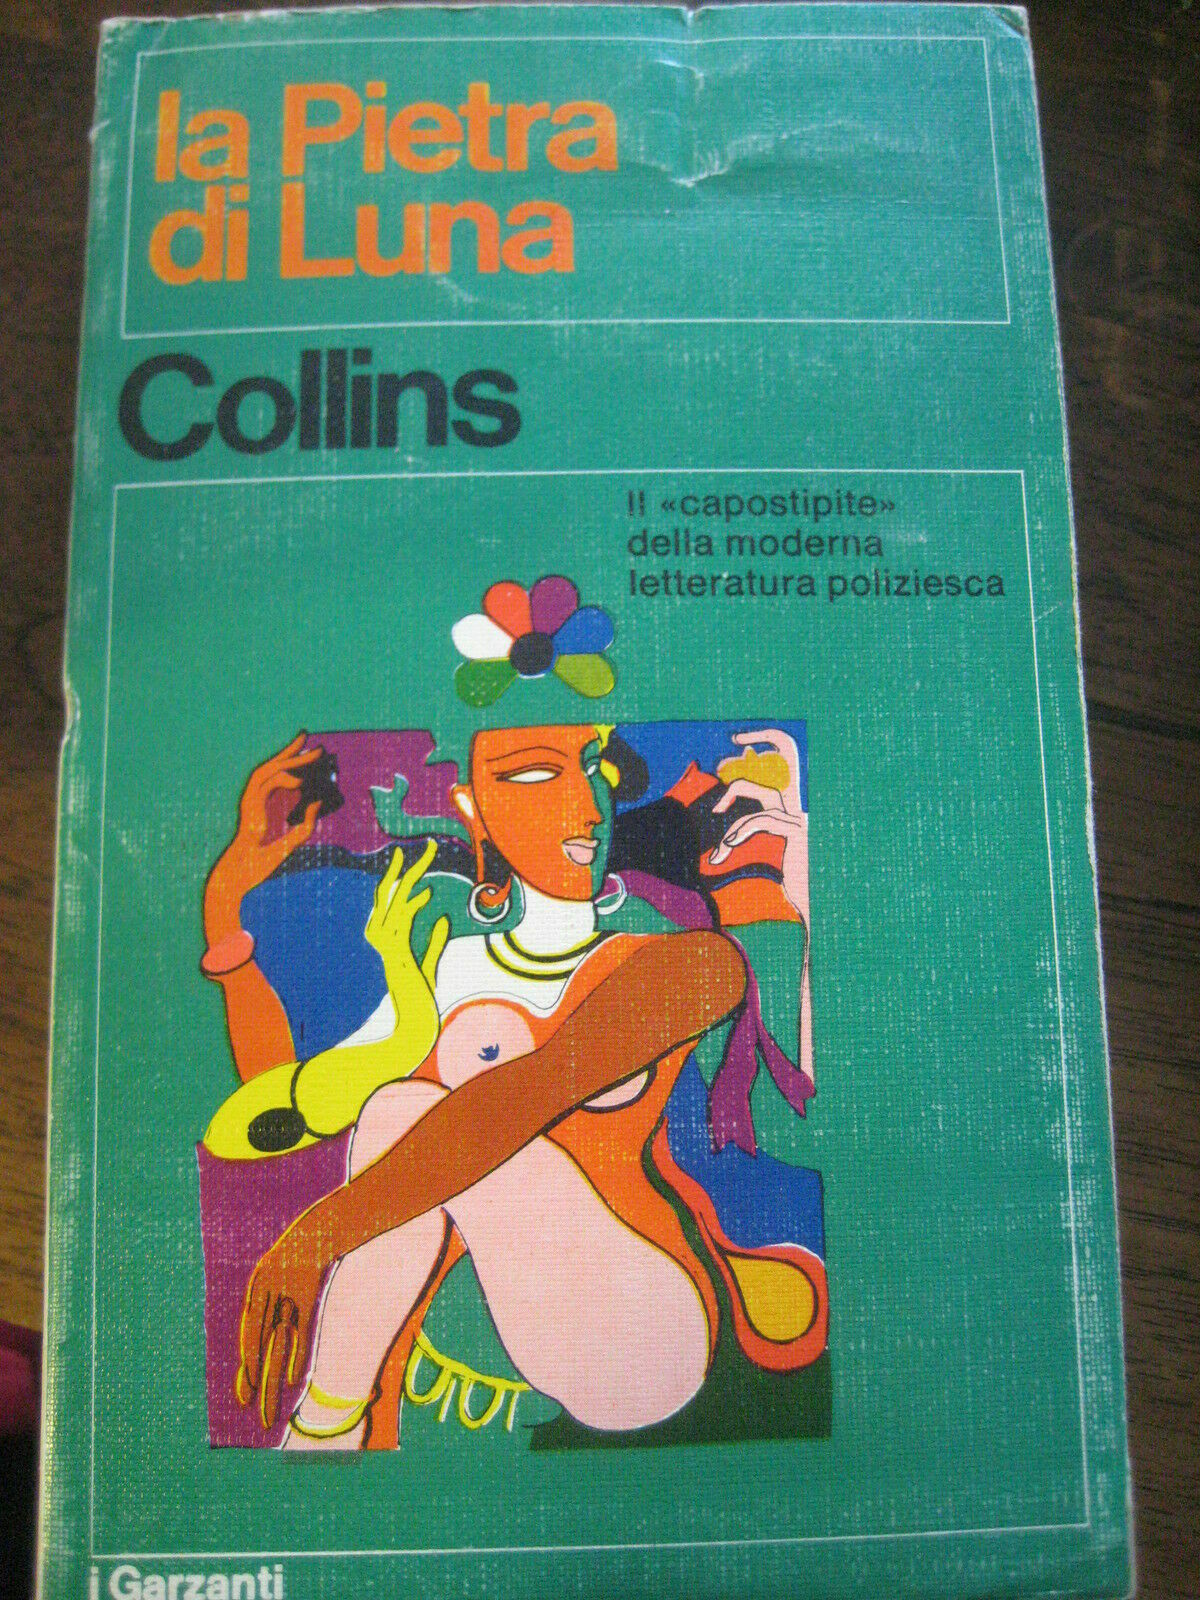 la Pietra
di Luna
Collins
Il «capostipite»
della moderna
letteratura poliziesca
i Garzanti